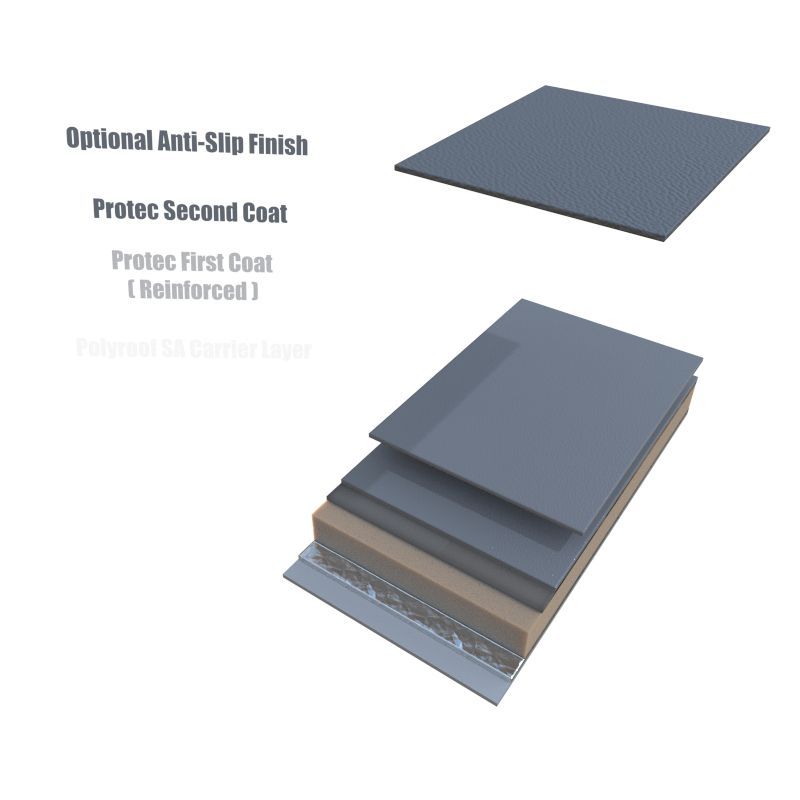 Optional Anti-Slip Finish
Protec Second Coat
Protec First Coat
( Reinforced )
Polyroof SA Carrier Layer